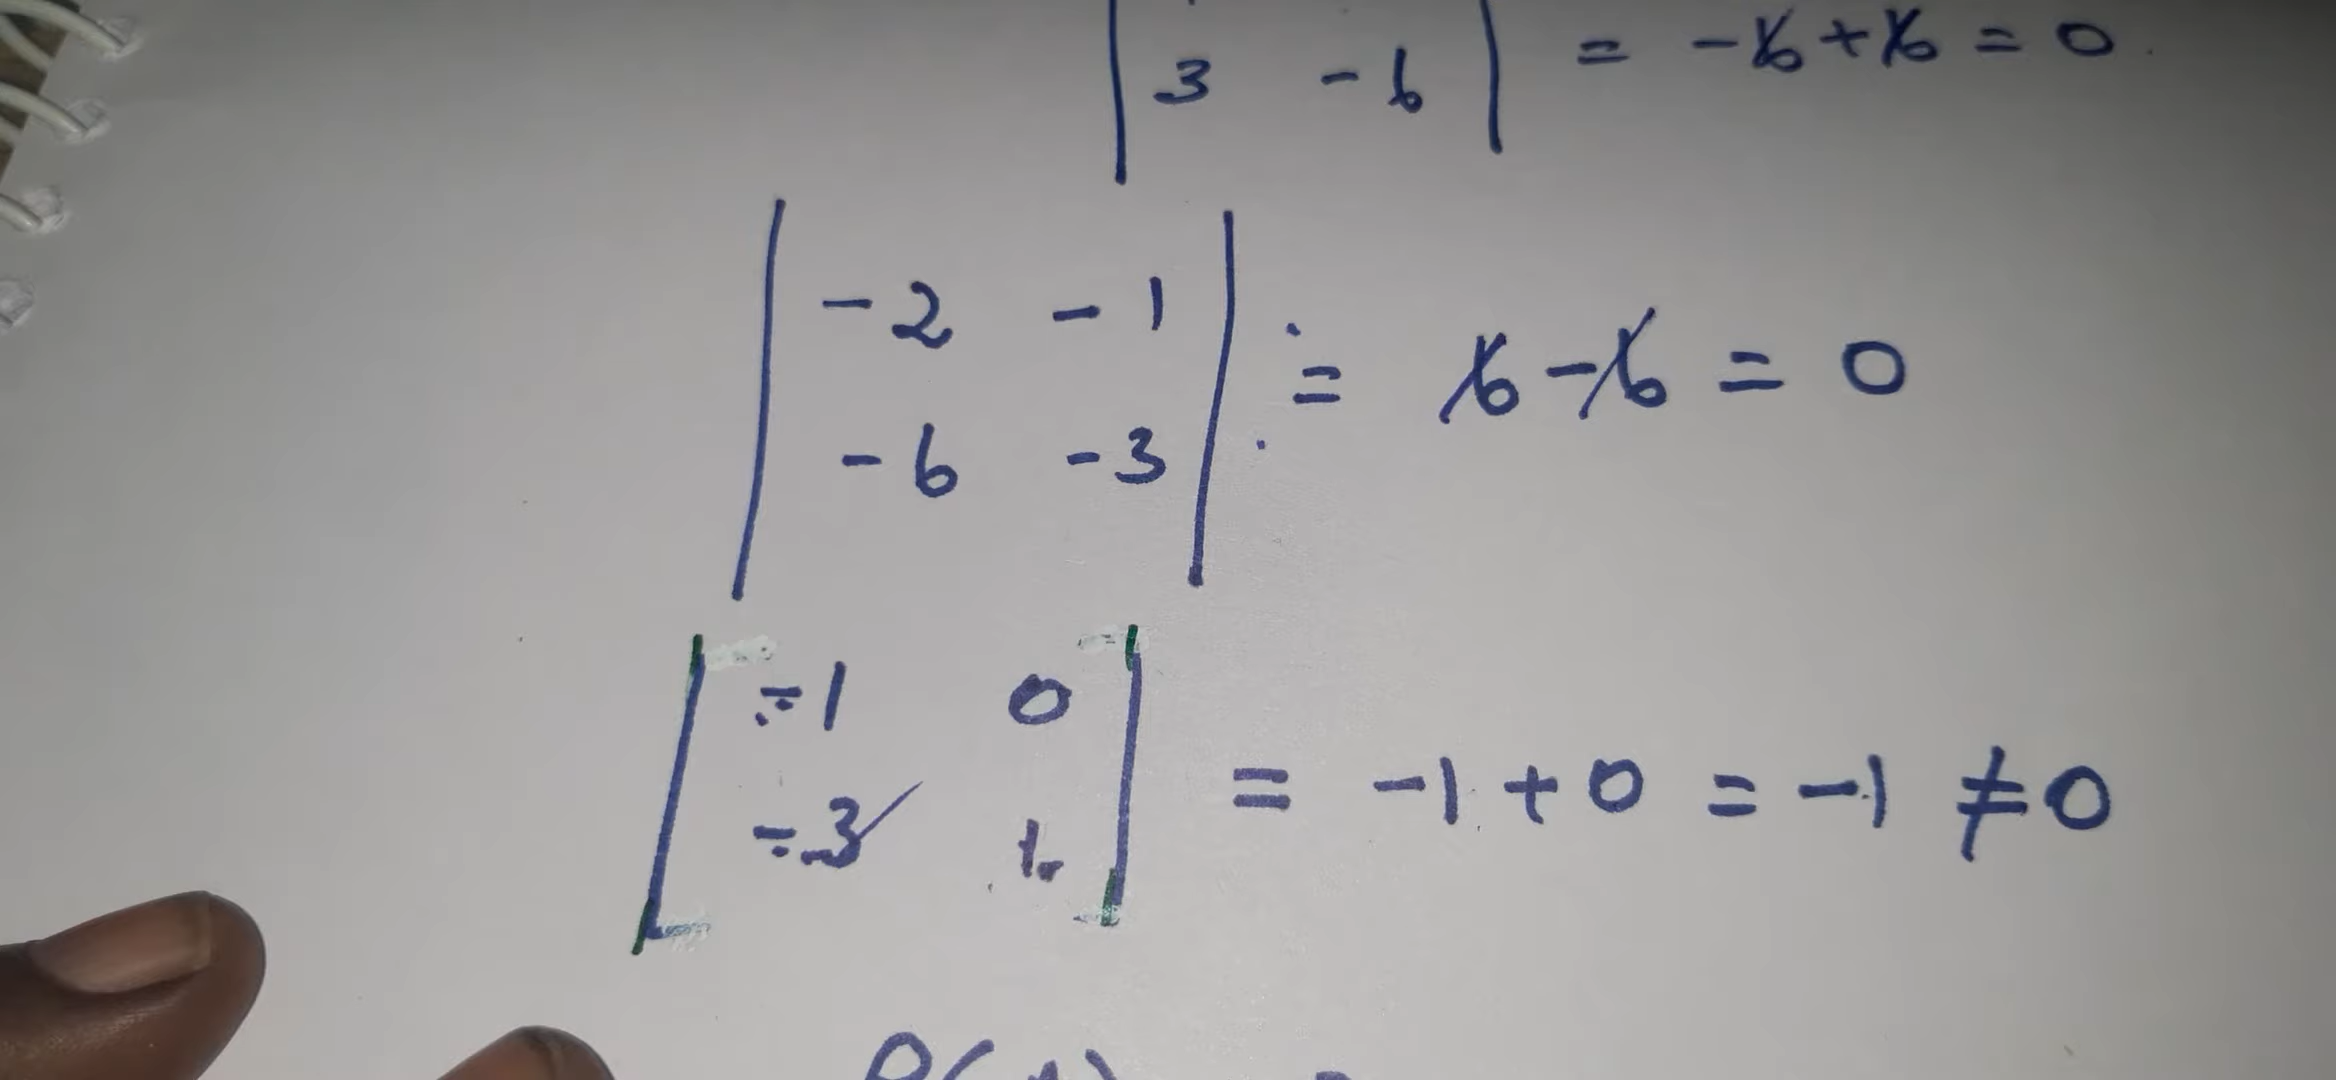 | 3 -6 | = -6+6 = 0
| -2 -1 |
| -6 -3 | = 6-6 = 0
[ -1 0 ]
[ -3 1 ] = -1+0 = -1 ≠ 0